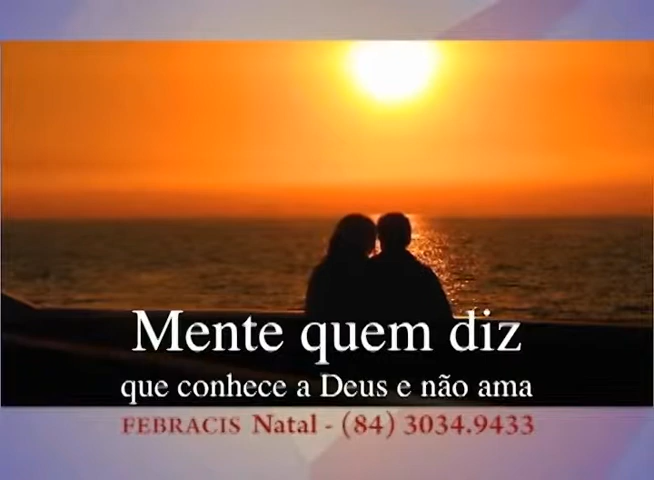 Mente quem diz
que conhece a Deus e não ama
FEBRACIS Natal - (84) 3034.9433